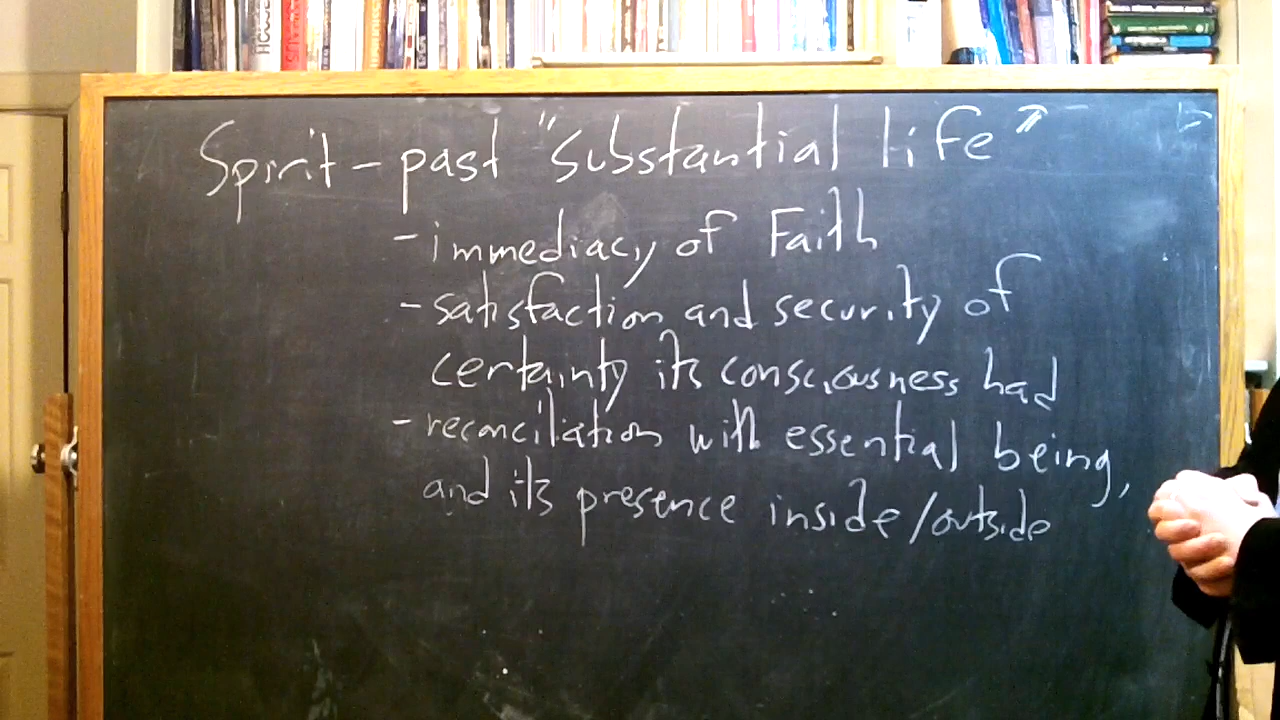 Spirit - past "substantial life"
- immediacy of Faith
- satisfaction and security of
certainty its consciousness had
- reconciliation with essential being,
and its presence inside/outside